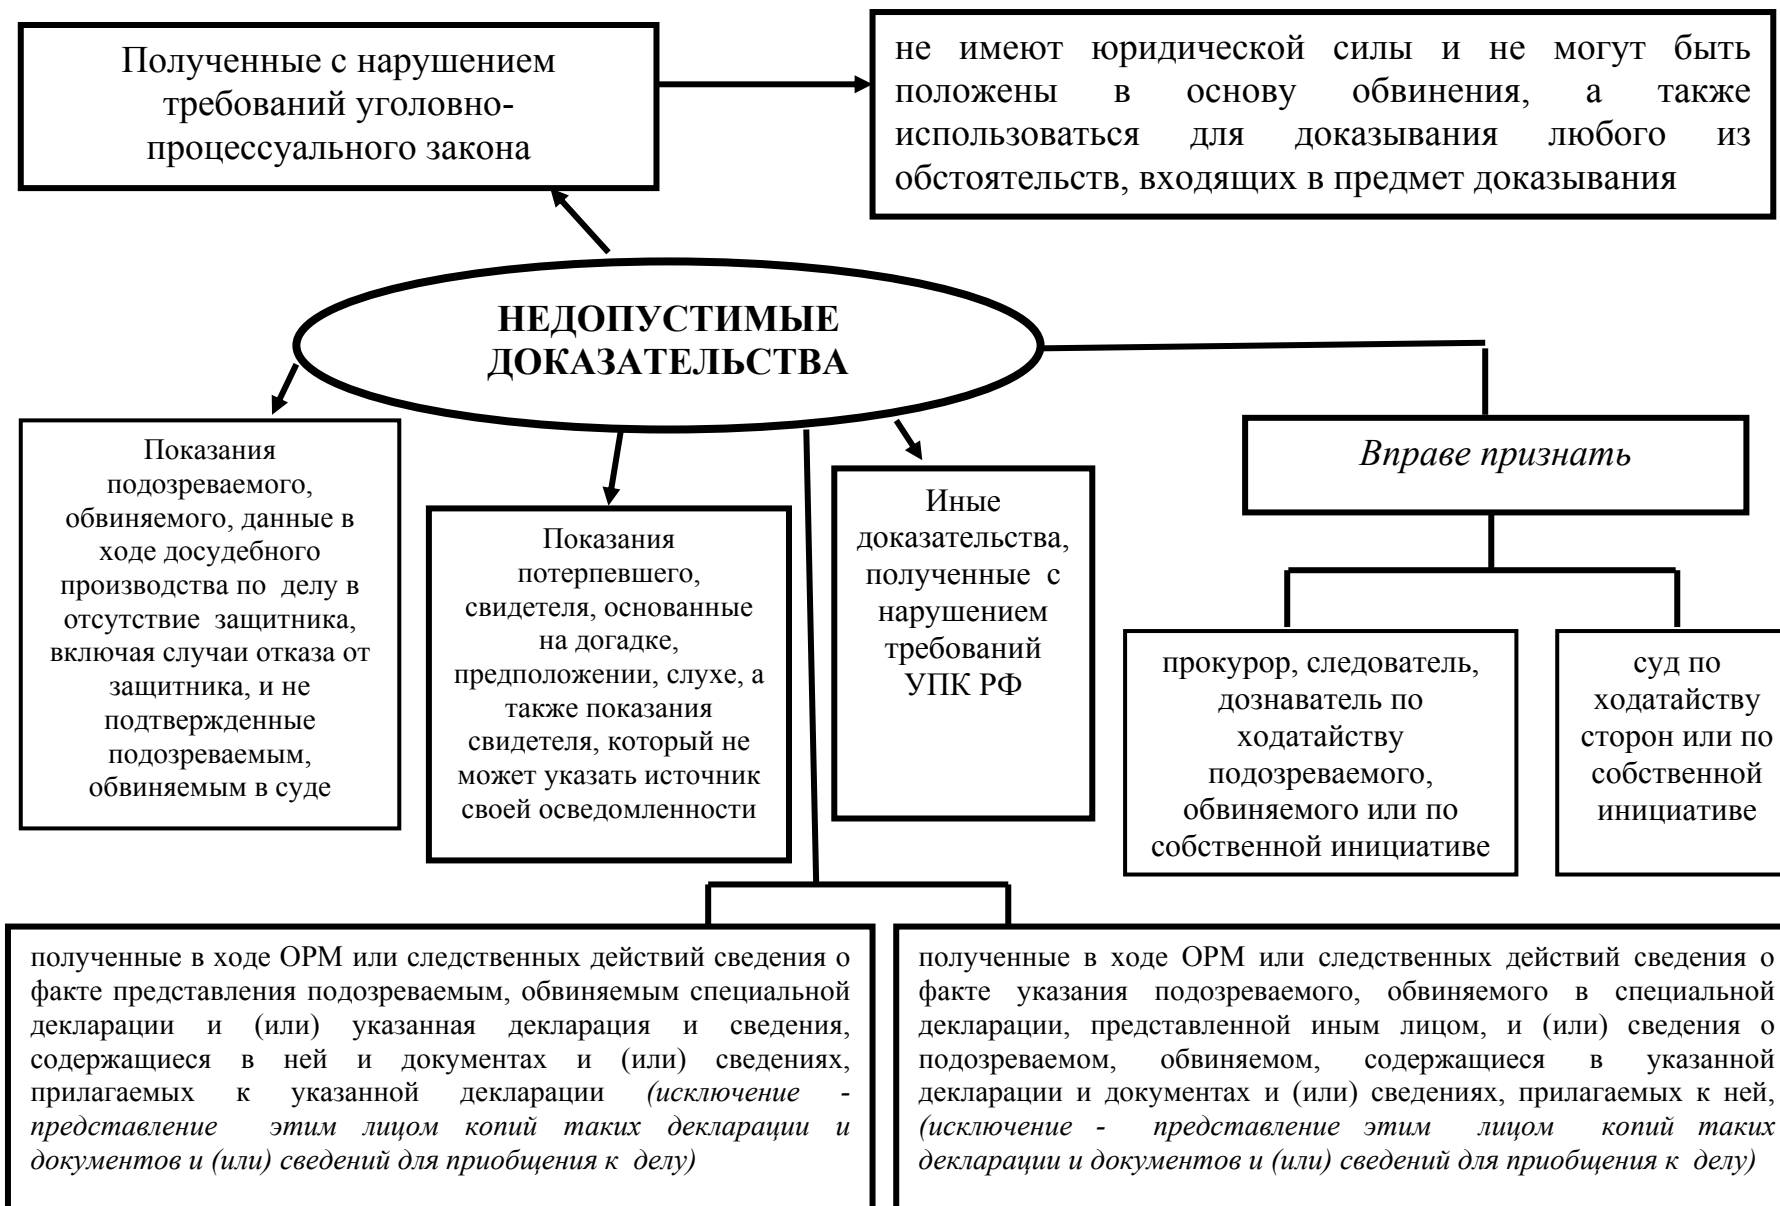 Полученные с нарушением
требований уголовно-
процессуального закона
не имеют юридической силы и не могут быть
положены в основу обвинения, а также
использоваться для доказывания любого из
обстоятельств, входящих в предмет доказывания
НЕДОПУСТИМЫЕ
ДОКАЗАТЕЛЬСТВА
Показания
подозреваемого,
обвиняемого, данные в
ходе досудебного
производства по делу в
отсутствие защитника,
включая случаи отказа от
защитника, и не
подтвержденные
подозреваемым,
обвиняемым в суде
Показания
потерпевшего,
свидетеля, основанные
на догадке,
предположении, слухе, а
также показания
свидетеля, который не
может указать источник
своей осведомленности
Иные
доказательства,
полученные с
нарушением
требований
УПК РФ
Вправе признать
прокурор, следователь,
дознаватель по
ходатайству
подозреваемого,
обвиняемого или по
собственной инициативе
суд по
ходатайству
сторон или по
собственной
инициативе
полученные в ходе ОРМ или следственных действий сведения о
факте представления подозреваемым, обвиняемым специальной
декларации и (или) указанная декларация и сведения,
содержащиеся в ней и документах и (или) сведениях,
прилагаемых к указанной декларации (исключение -
представление этим лицом копий таких декларации и
документов и (или) сведений для приобщения к делу)
полученные в ходе ОРМ или следственных действий сведения о
факте указания подозреваемого, обвиняемого в специальной
декларации, представленной иным лицом, и (или) сведения о
подозреваемом, обвиняемом, содержащиеся в указанной
декларации и документах и (или) сведениях, прилагаемых к ней,
(исключение - представление этим лицом копий таких
декларации и документов и (или) сведений для приобщения к делу)